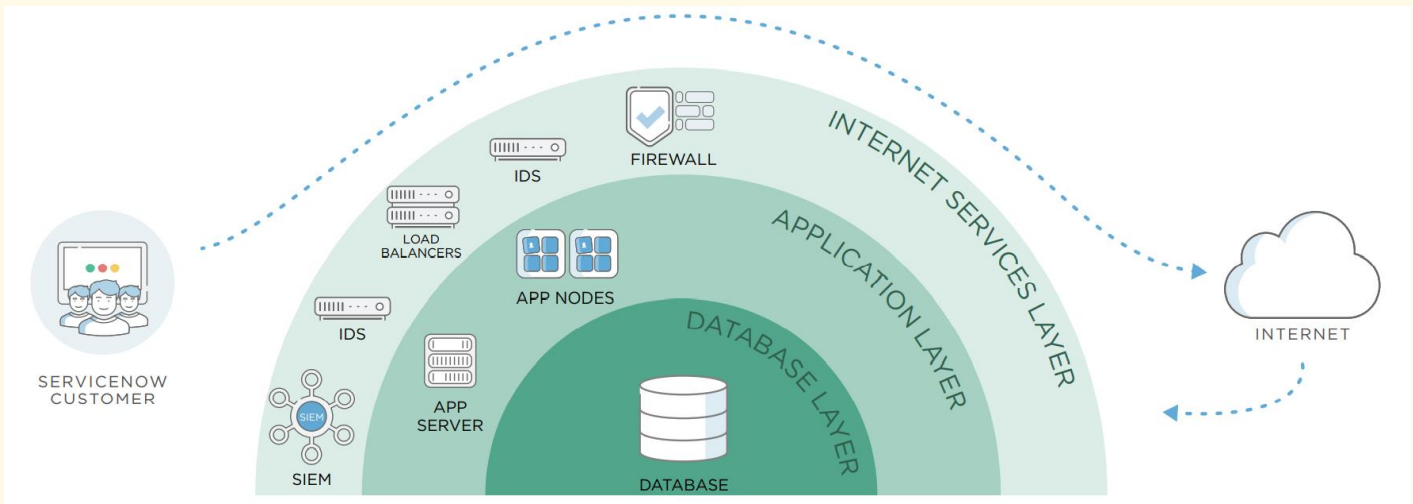 SERVICENOW
CUSTOMER
SIEM
SIEM
IDS
LOAD
BALANCERS
IDS
FIREWALL
INTERNET SERVICES LAYER
APP
SERVER
APP NODES
APPLICATION LAYER
DATABASE LAYER
DATABASE
INTERNET